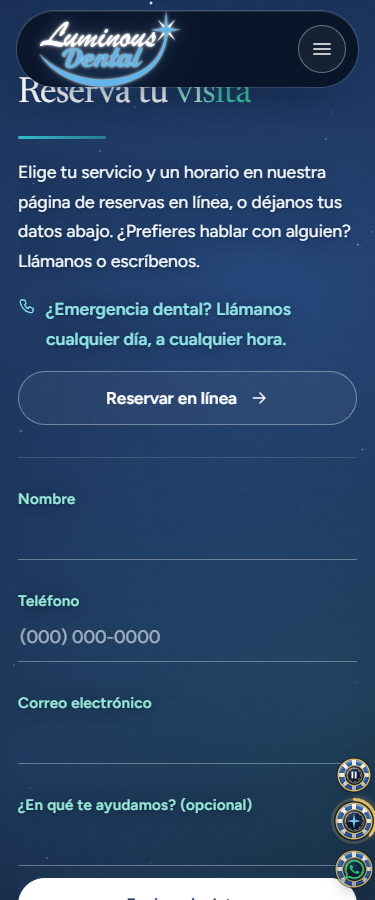 Luminous
Dental
Reserva tu visita
Elige tu servicio y un horario en nuestra
página de reservas en línea, o déjanos tus
datos abajo. ¿Prefieres hablar con alguien?
Llámanos o escríbenos.
¿Emergencia dental? Llámanos
cualquier día, a cualquier hora.
Reservar en línea
Nombre
Teléfono
(000) 000-0000
Correo electrónico
¿En qué te ayudamos? (opcional)